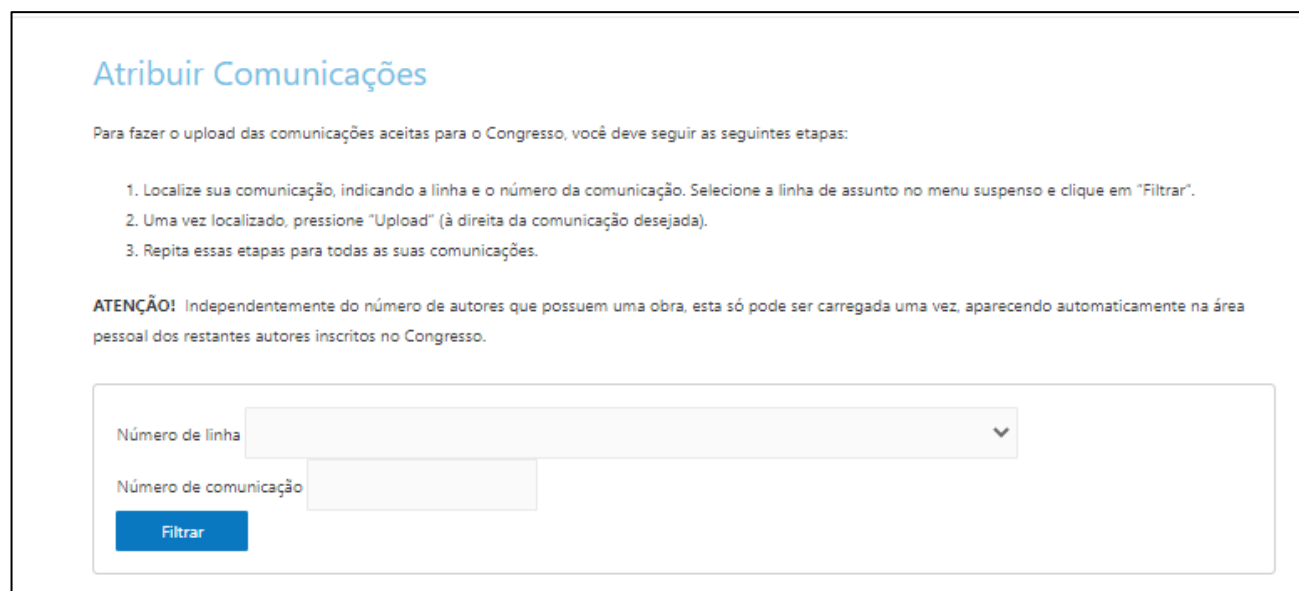 Atribuir Comunicações
Para fazer o upload das comunicações aceitas para o Congresso, você deve seguir as seguintes etapas:
1. Localize sua comunicação, indicando a linha e o número da comunicação. Selecione a linha de assunto no menu suspenso e clique em "Filtrar".
2. Uma vez localizado, pressione "Upload" (à direita da comunicação desejada).
3. Repita essas etapas para todas as suas comunicações.
ATENÇÃO! Independentemente do número de autores que possuem uma obra, esta só pode ser carregada uma vez, aparecendo automaticamente na área
pessoal dos restantes autores inscritos no Congresso.
Número de linha
Número de comunicação
Filtrar